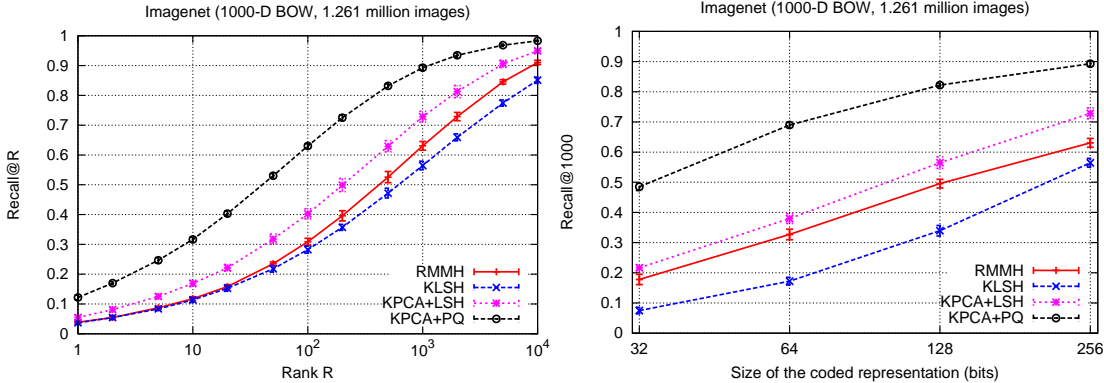 Imagenet (1000-D BOW, 1.261 million images)
Recall@R
1
0.9
0.8
0.7
0.6
0.5
0.4
0.3
0.2
0.1
0
RMMH
KLSH
KPCA+LSH
KPCA+PQ
1
10
10^2
10^3
10^4
Rank R
Imagenet (1000-D BOW, 1.261 million images)
Recall@1000
1
0.9
0.8
0.7
0.6
0.5
0.4
0.3
0.2
0.1
0
RMMH
KLSH
KPCA+LSH
KPCA+PQ
32
64
128
256
Size of the coded representation (bits)